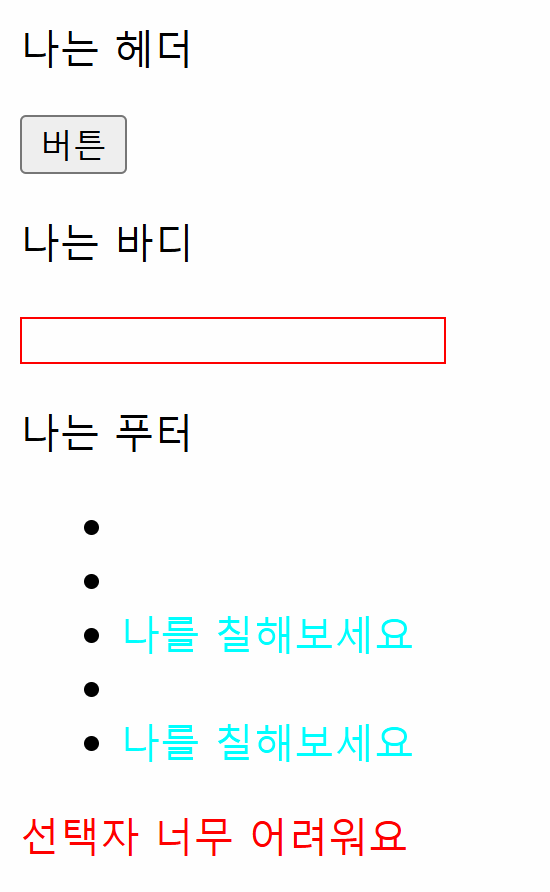 나는 헤더
버튼
나는 바디
나는 푸터
나를 칠해보세요
나를 칠해보세요
선택자 너무 어려워요